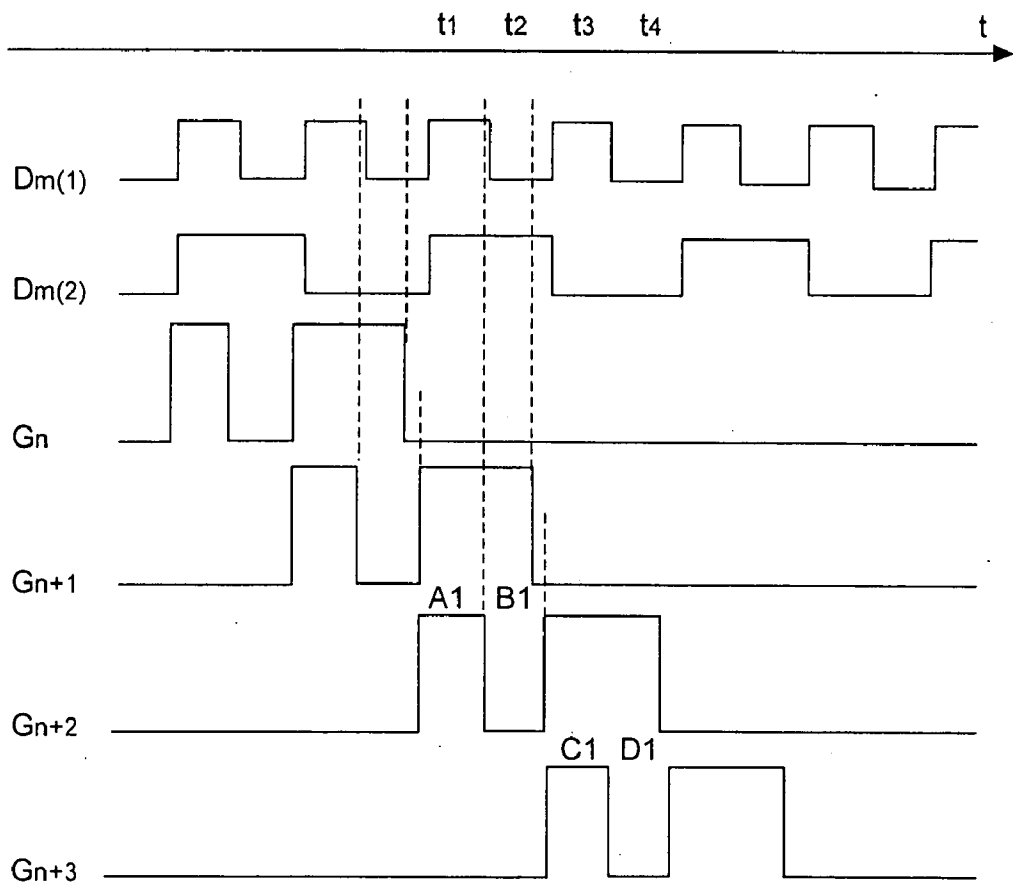 t1 t2 t3 t4 t
Dm(1)
Dm(2)
Gn
Gn+1
A1 B1
Gn+2
C1 D1
Gn+3